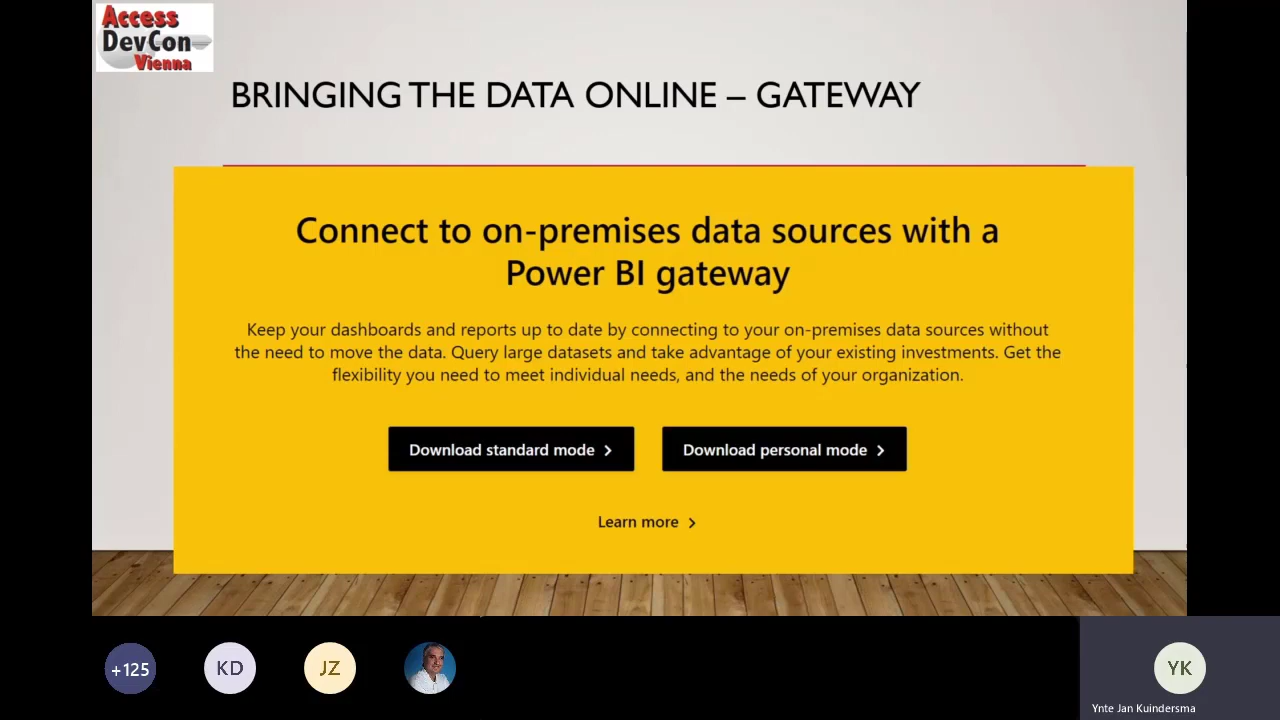 Access
DevCon
Vienna
BRINGING THE DATA ONLINE – GATEWAY
Connect to on-premises data sources with a
Power BI gateway
Keep your dashboards and reports up to date by connecting to your on-premises data sources without
the need to move the data. Query large datasets and take advantage of your existing investments. Get the
flexibility you need to meet individual needs, and the needs of your organization.
Download standard mode
Download personal mode
Learn more
+125
KD
JZ
YK
Ynte Jan Kuindersma